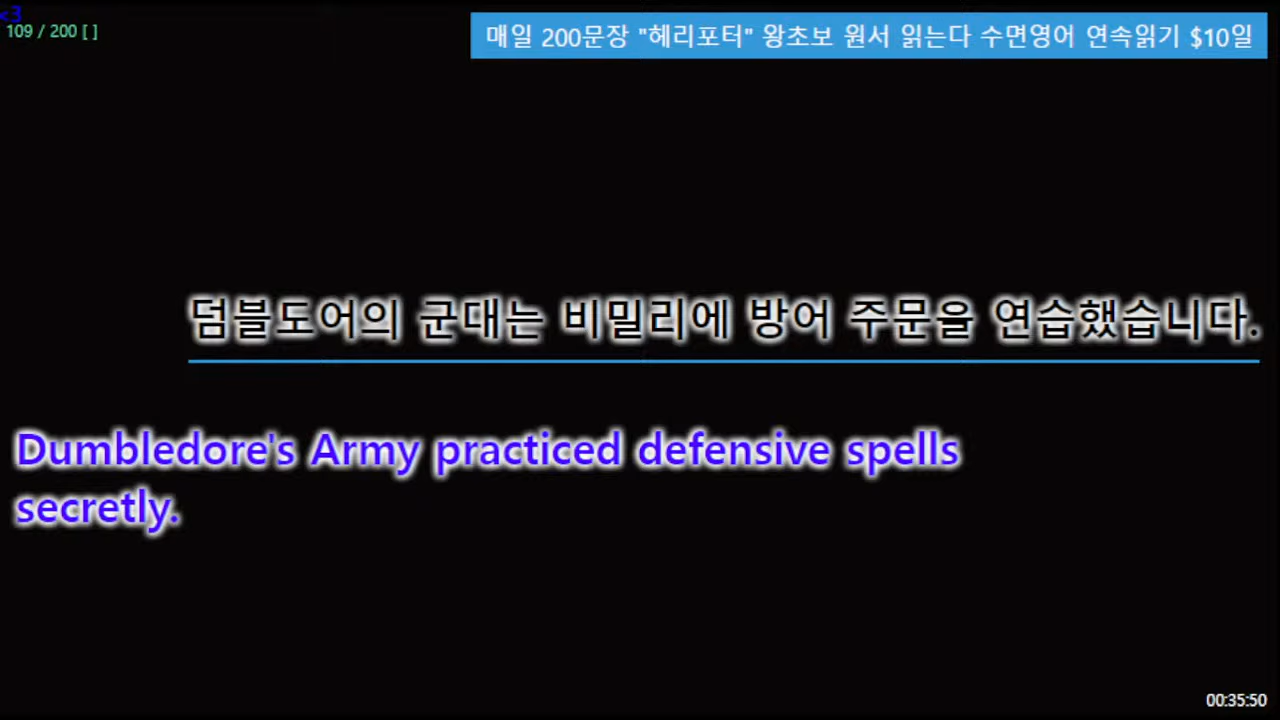 <3
109 / 200 [ ]
매일 200문장 "헤리포터" 왕초보 원서 읽는다 수면영어 연속읽기 $10일
덤블도어의 군대는 비밀리에 방어 주문을 연습했습니다.
Dumbledore's Army practiced defensive spells
secretly.
00:35:50